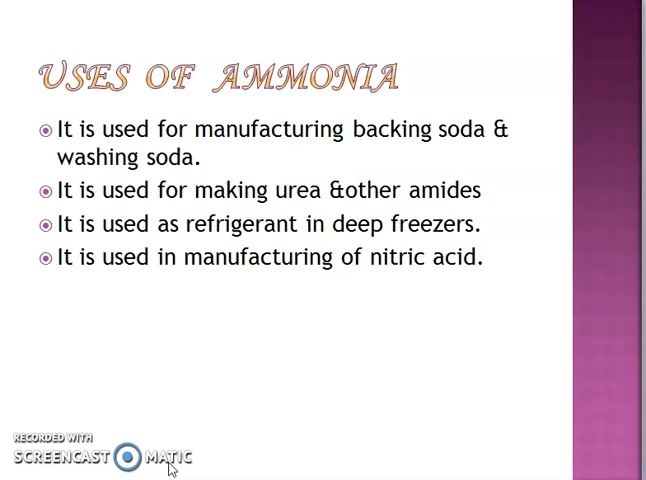 USES OF AMMONIA
It is used for manufacturing backing soda &
washing soda.
It is used for making urea &other amides
It is used as refrigerant in deep freezers.
It is used in manufacturing of nitric acid.
RECORDED WITH
SCREENCAST MATIC